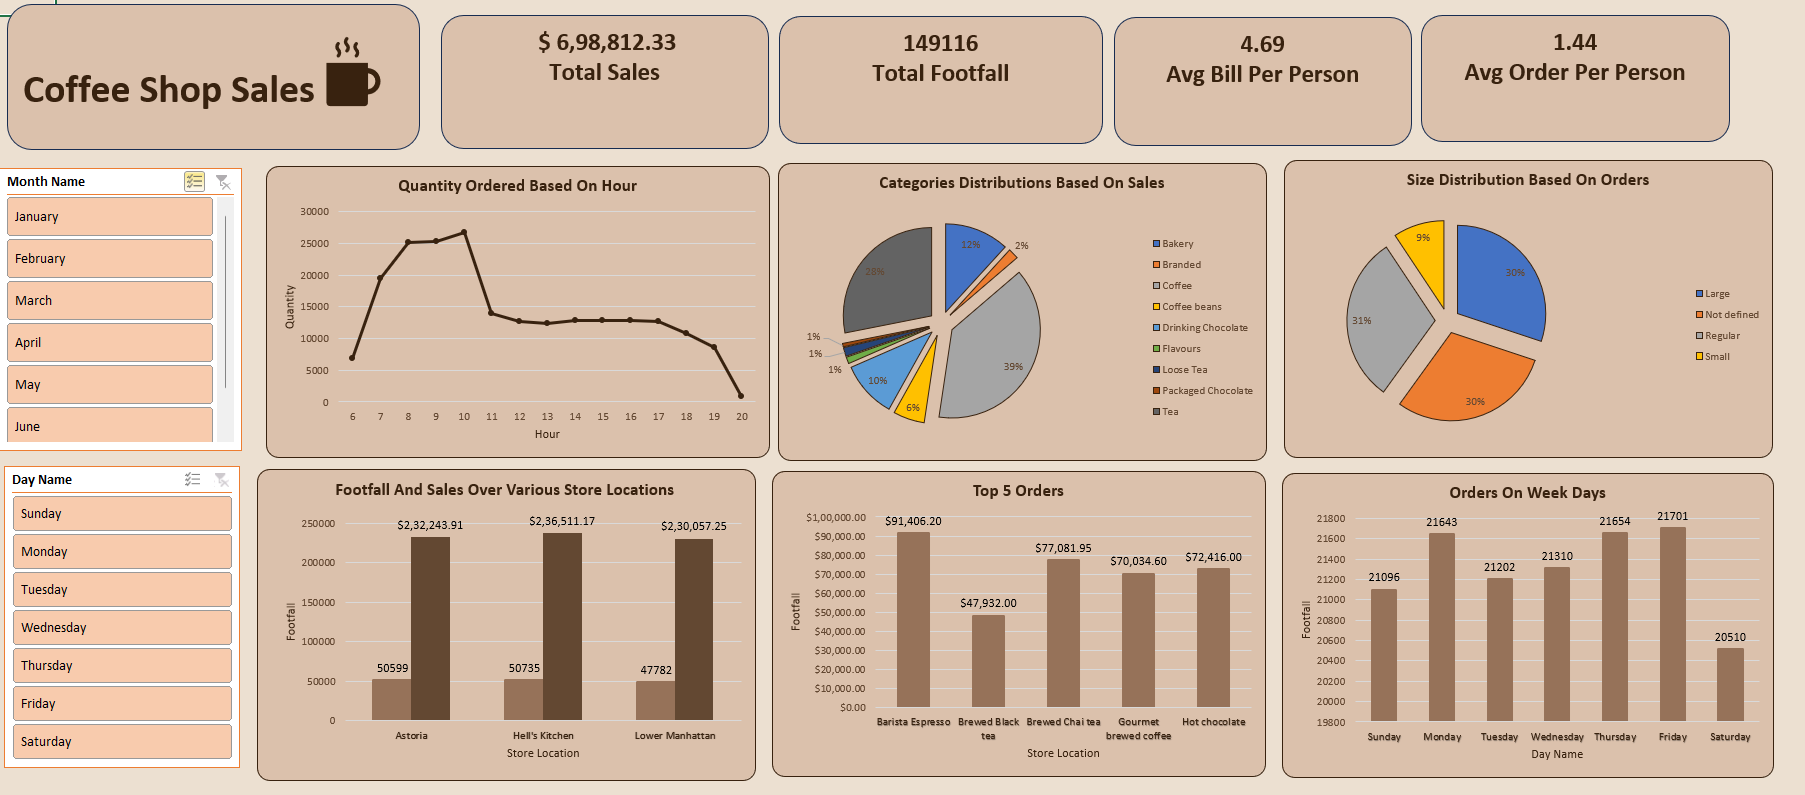 Coffee Shop Sales
$ 6,98,812.33
Total Sales
149116
Total Footfall
4.69
Avg Bill Per Person
1.44
Avg Order Per Person
Month Name
January
February
March
April
May
June
Day Name
Sunday
Monday
Tuesday
Wednesday
Thursday
Friday
Saturday
Quantity Ordered Based On Hour
30000
25000
20000
15000
10000
5000
0
Quantity
6 7 8 9 10 11 12 13 14 15 16 17 18 19 20
Hour
Categories Distributions Based On Sales
12%
2%
39%
6%
10%
1%
1%
1%
28%
Bakery
Branded
Coffee
Coffee beans
Drinking Chocolate
Flavours
Loose Tea
Packaged Chocolate
Tea
Size Distribution Based On Orders
30%
30%
31%
9%
Large
Not defined
Regular
Small
Footfall And Sales Over Various Store Locations
250000
200000
150000
100000
50000
0
Footfall
$2,32,243.91
$2,36,511.17
$2,30,057.25
50599
50735
47782
Astoria
Hell's Kitchen
Lower Manhattan
Store Location
Top 5 Orders
$1,00,000.00
$90,000.00
$80,000.00
$70,000.00
$60,000.00
$50,000.00
$40,000.00
$30,000.00
$20,000.00
$10,000.00
$0.00
Footfall
$91,406.20
$47,932.00
$77,081.95
$70,034.60
$72,416.00
Barista Espresso
Brewed Black
tea
Brewed Chai tea
Gourmet
brewed coffee
Hot chocolate
Store Location
Orders On Week Days
21800
21600
21400
21200
21000
20800
20600
20400
20200
20000
19800
Footfall
21096
21643
21202
21310
21654
21701
20510
Sunday
Monday
Tuesday
Wednesday
Thursday
Friday
Saturday
Day Name